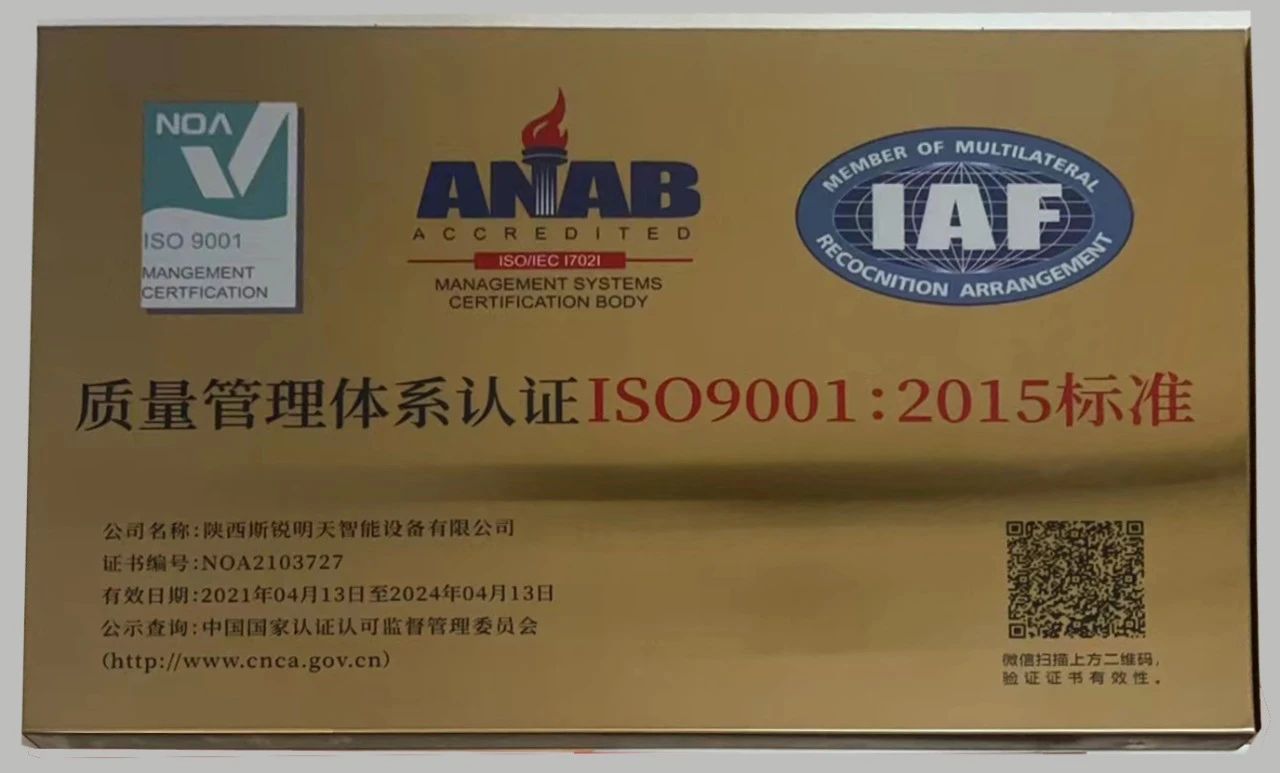 NOA
ISO 9001
MANGEMENT
CERTFICATION
ANAB
ACCREDITED
ISO/IEC I702I
MANAGEMENT SYSTEMS
CERTIFICATION BODY
MEMBER OF MULTILATERAL
IAF
RECOCNITION ARRANGEMENT
质量管理体系认证ISO9001:2015标准
公司名称:陕西斯锐明天智能设备有限公司
证书编号:NOA2103727
有效日期:2021年04月13日至2024年04月13日
公示查询:中国国家认证认可监督管理委员会
(http://www.cnca.gov.cn)
微信扫描上方二维码,
验证证书有效性。